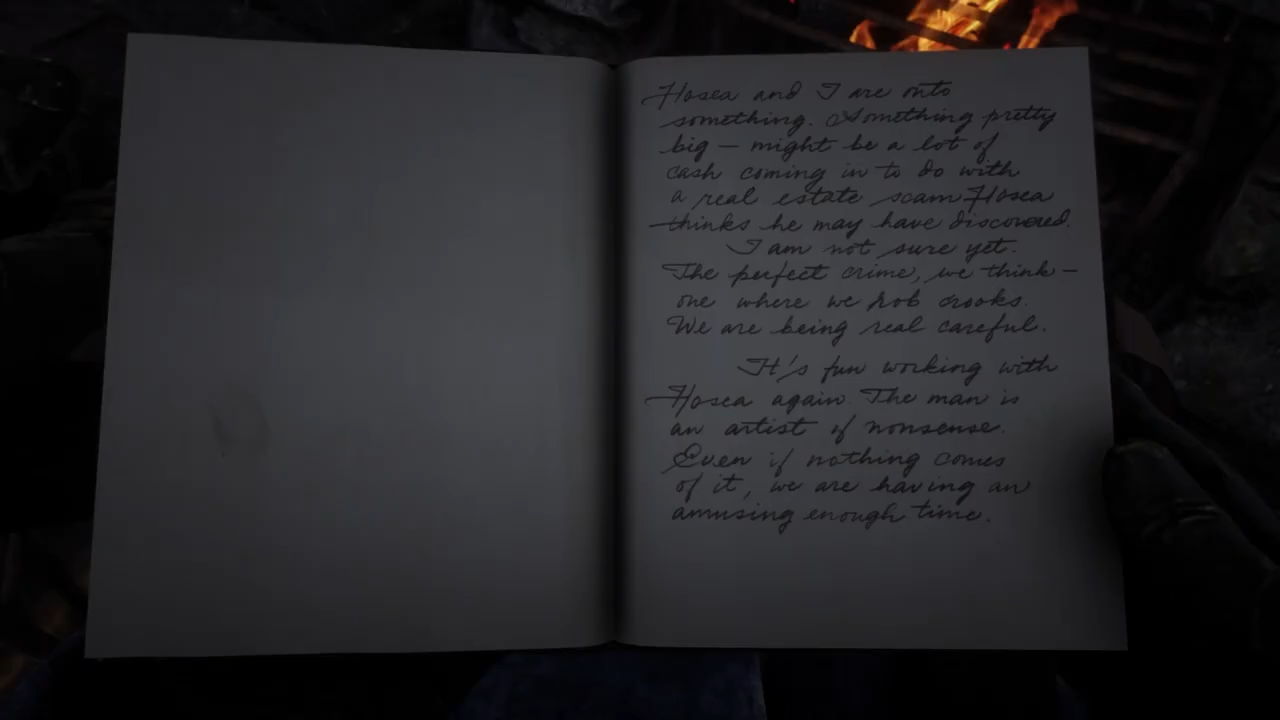 Hosea and I are onto
something. Something pretty
big – might be a lot of
cash coming in to do with
a real estate scam Hosea
thinks he may have discovered.
I am not sure yet.
The perfect crime, we think –
one where we rob crooks.
We are being real careful.
It's fun working with
Hosea again. The man is
an artist of nonsense.
Even if nothing comes
of it, we are having an
amusing enough time.